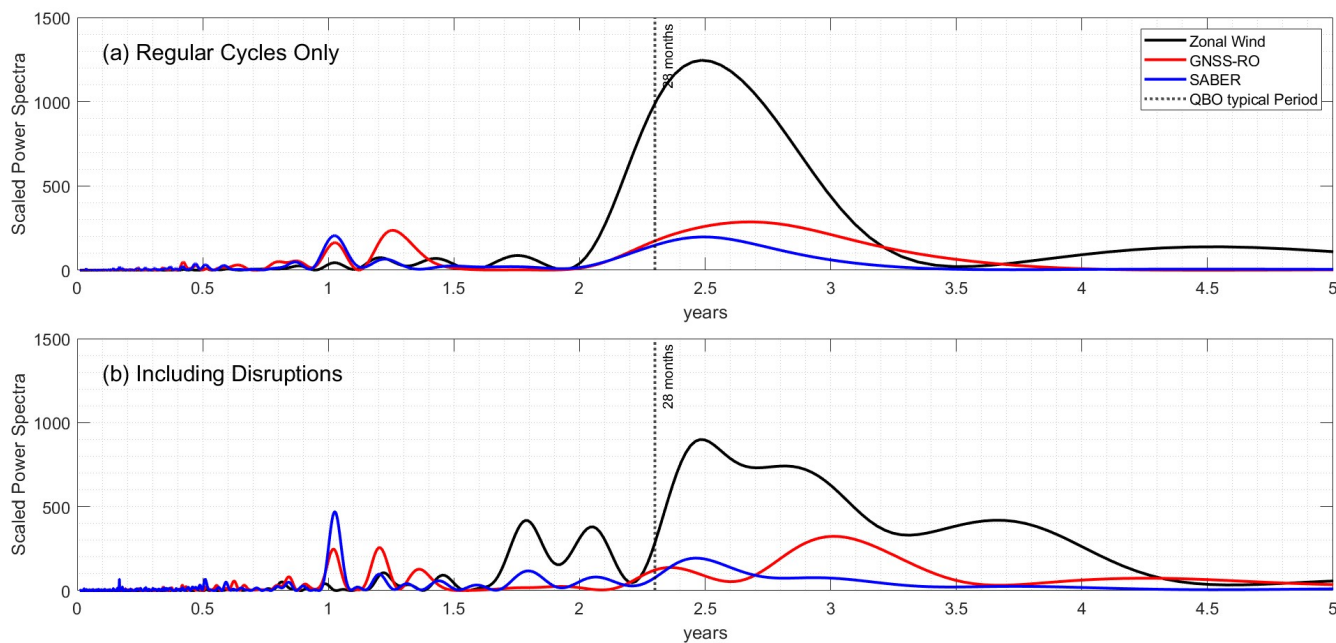 1500
1000
500
0
Scaled Power Spectra
(a) Regular Cycles Only
28 months
Zonal Wind
GNSS-RO
SABER
QBO typical Period
0 0.5 1 1.5 2 2.5 3 3.5 4 4.5 5
years
1500
1000
500
0
Scaled Power Spectra
(b) Including Disruptions
28 months
0 0.5 1 1.5 2 2.5 3 3.5 4 4.5 5
years